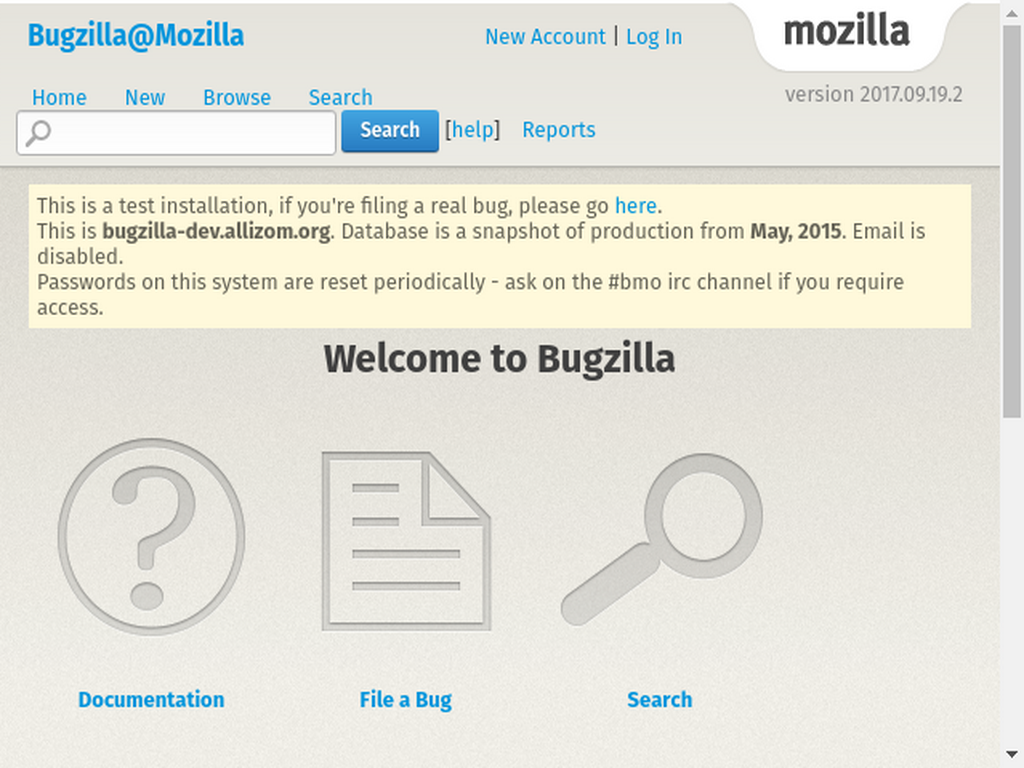 Bugzilla@Mozilla
New Account | Log In
mozilla
version 2017.09.19.2
Home New Browse Search
Search [help] Reports
This is a test installation, if you're filing a real bug, please go here.
This is bugzilla-dev.allizom.org. Database is a snapshot of production from May, 2015. Email is
disabled.
Passwords on this system are reset periodically - ask on the #bmo irc channel if you require
access.
Welcome to Bugzilla
Documentation
File a Bug
Search